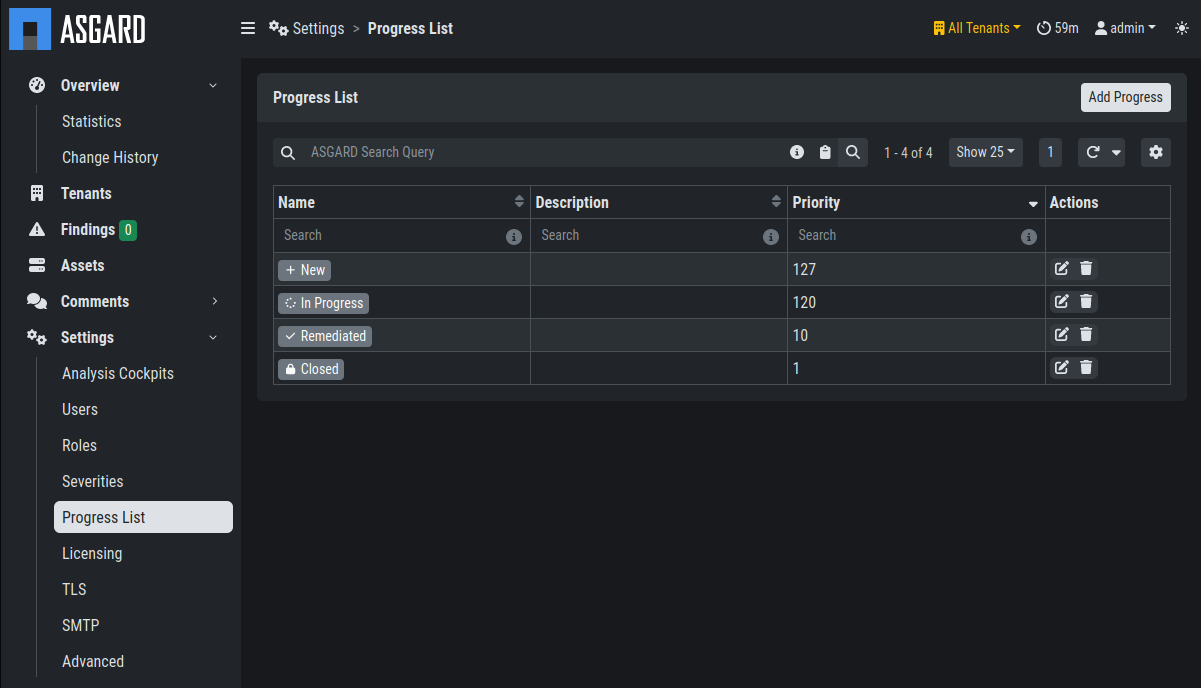 ASGARD
Settings > Progress List
All Tenants
59m
admin
Overview
Statistics
Change History
Tenants
Findings 0
Assets
Comments
Settings
Analysis Cockpits
Users
Roles
Severities
Progress List
Licensing
TLS
SMTP
Advanced
Progress List
Add Progress
ASGARD Search Query
1 - 4 of 4
Show 25
1
Name Description Priority Actions
Search Search Search
New 127
In Progress 120
Remediated 10
Closed 1